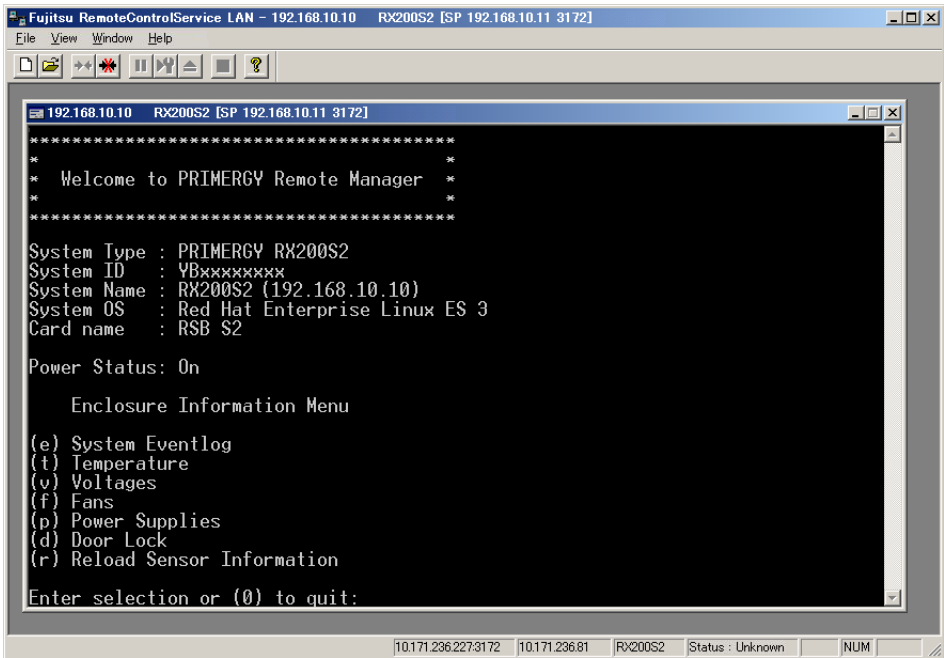 Fujitsu RemoteControlService LAN - 192.168.10.10 RX200S2 [SP 192.168.10.11 3172]
File View Window Help
192.168.10.10 RX200S2 [SP 192.168.10.11 3172]
****************************************
* *
* Welcome to PRIMERGY Remote Manager *
* *
****************************************
System Type : PRIMERGY RX200S2
System ID : YBxxxxxxxx
System Name : RX200S2 (192.168.10.10)
System OS : Red Hat Enterprise Linux ES 3
Card name : RSB S2
Power Status: On
Enclosure Information Menu
(e) System Eventlog
(t) Temperature
(v) Voltages
(f) Fans
(p) Power Supplies
(d) Door Lock
(r) Reload Sensor Information
Enter selection or (0) to quit:
10.171.236.227:3172 10.171.236.81 RX200S2 Status : Unknown NUM